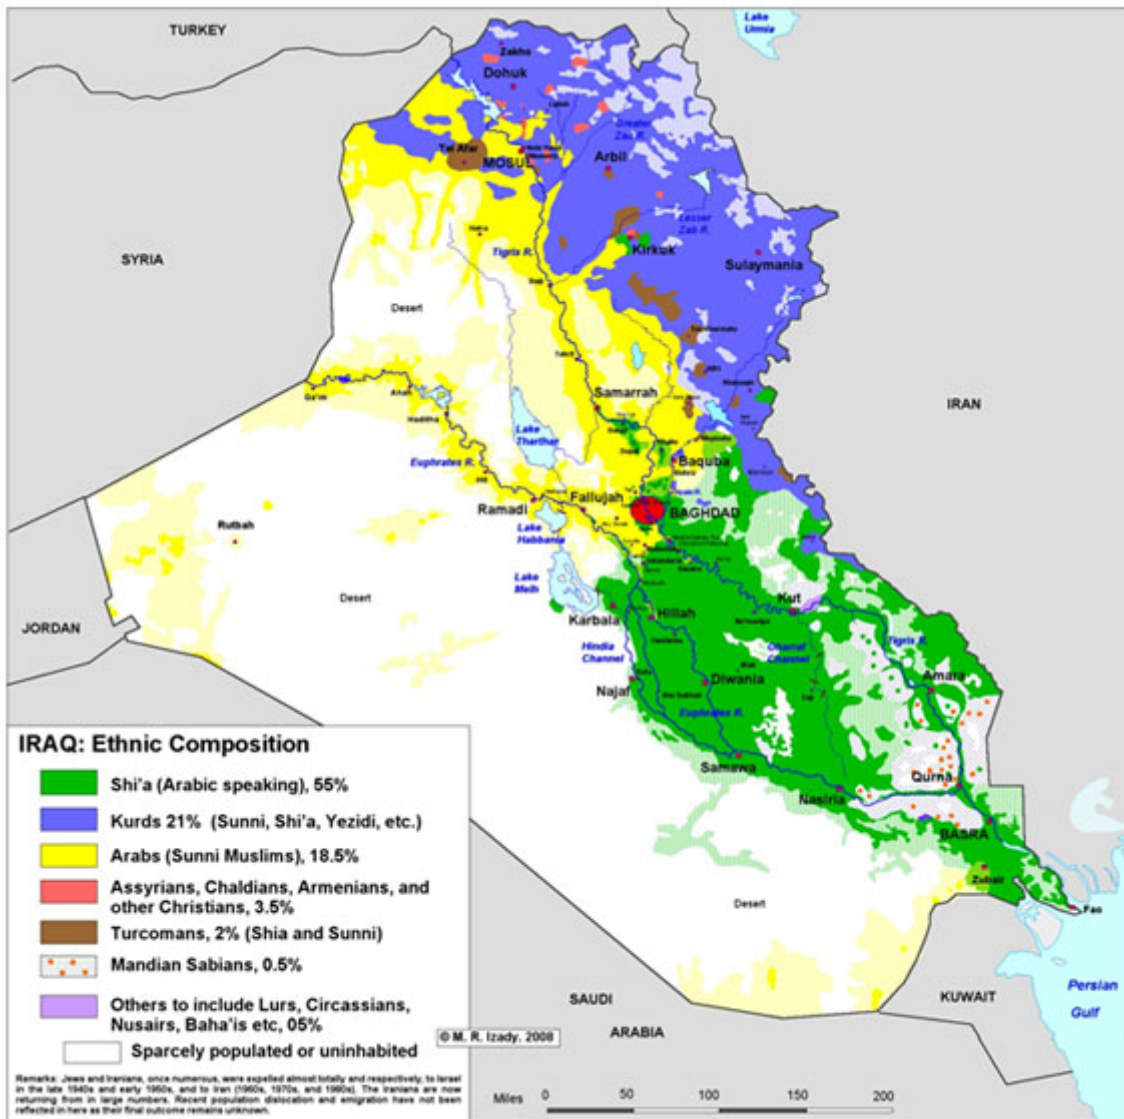 TURKEY
Lake
Urmia
Zakho
Dohuk
Greater
Zab R.
Tal Afar
MOSUL
Arbil
Lesser
Zab R.
Hatra
Kirkuk
SYRIA
Tigris R.
Sulaymania
Desert
Samarrah
IRAN
Ana
Haditha
Lake
Tharthar
Euphrates R.
Baquba
Hit
Fallujah
Ramadi
BAGHDAD
Rutbah
Lake
Habbania
Lake
Melh
Desert
Kut
JORDAN
Karbala
Hillah
Hindia
Channel
Gharraf
Channel
Tigris R.
Najaf
Diwania
Amara
Euphrates R.
Samawa
Qurna
Nasiria
BASRA
Zubair
Desert
Fao
SAUDI
ARABIA
KUWAIT
Persian
Gulf
IRAQ: Ethnic Composition
Shi'a (Arabic speaking), 55%
Kurds 21% (Sunni, Shi'a, Yezidi, etc.)
Arabs (Sunni Muslims), 18.5%
Assyrians, Chaldians, Armenians, and
other Christians, 3.5%
Turcomans, 2% (Shia and Sunni)
Mandian Sabians, 0.5%
Others to include Lurs, Circassians,
Nusairs, Baha'is etc, 05%
Sparcely populated or uninhabited
© M. R. Izady. 2008
Remarks: Jews and Iranians, once numerous, were expelled almost totally and respectively, to Israel
in the late 1940s and early 1950s, and to Iran (1960s, 1970s, and 1980s). The Iranians are now
returning from in large numbers. Recent population dislocation and emigration have not been
reflected in here as their final outcome remains unknown.
Miles 0 50 100 150 200